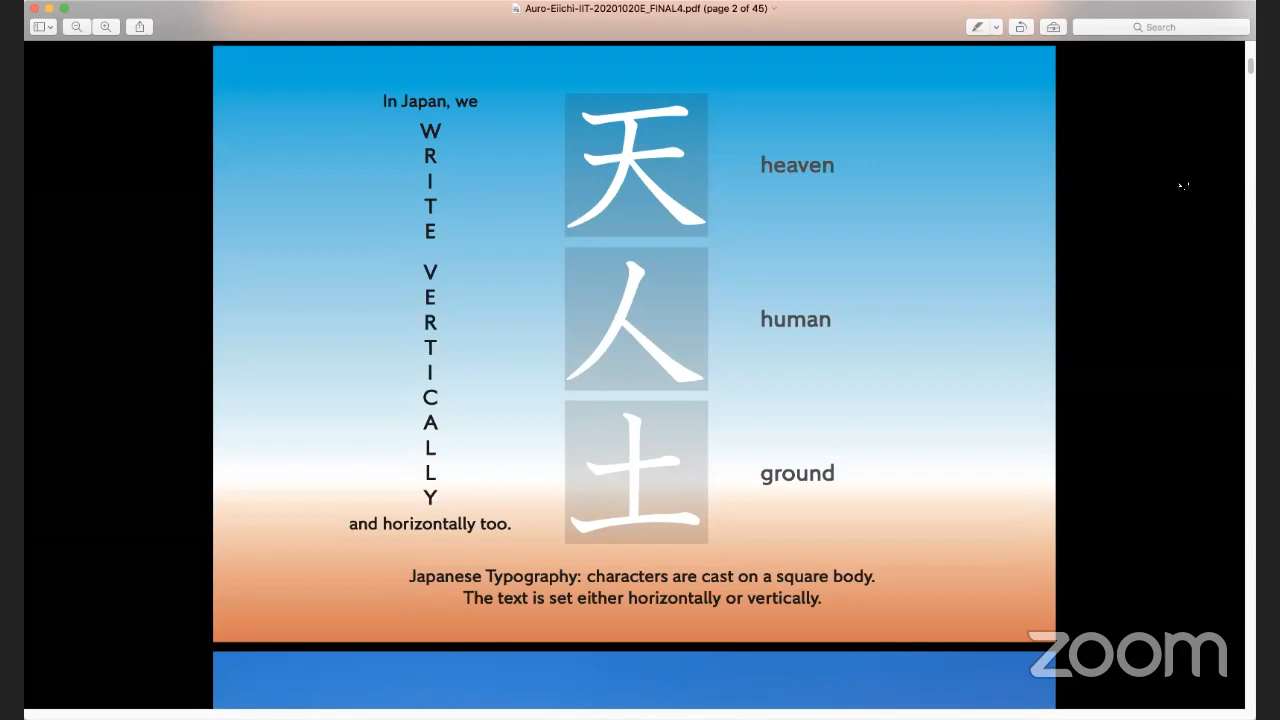 Auro-Eiichi-IIT-20201020E_FINAL4.pdf (page 2 of 45)
Search
In Japan, we
WRITE VERTICALLY
and horizontally too.
天
heaven
人
human
土
ground
Japanese Typography: characters are cast on a square body.
The text is set either horizontally or vertically.
zoom